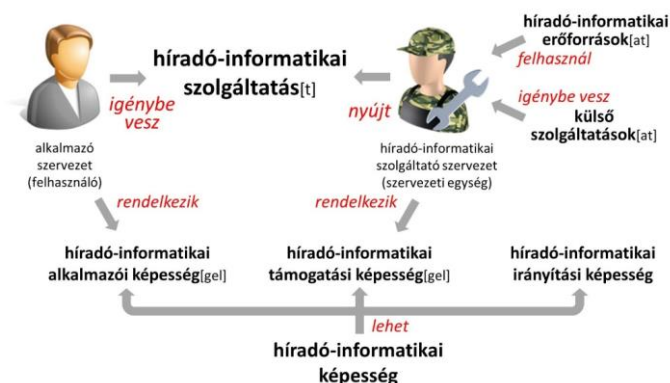 híradó-informatikai
erőforrások[at]
felhasznál
híradó-informatikai
szolgáltatás[t]
igénybe
vesz
nyújt
igénybe vesz
külső
szolgáltatások[at]
alkalmazó
szervezet
(felhasználó)
híradó-informatikai
szolgáltató szervezet
(szervezeti egység)
rendelkezik
rendelkezik
híradó-informatikai
alkalmazói képesség[gel]
híradó-informatikai
támogatási képesség[gel]
híradó-informatikai
irányítási képesség
lehet
híradó-informatikai
képesség